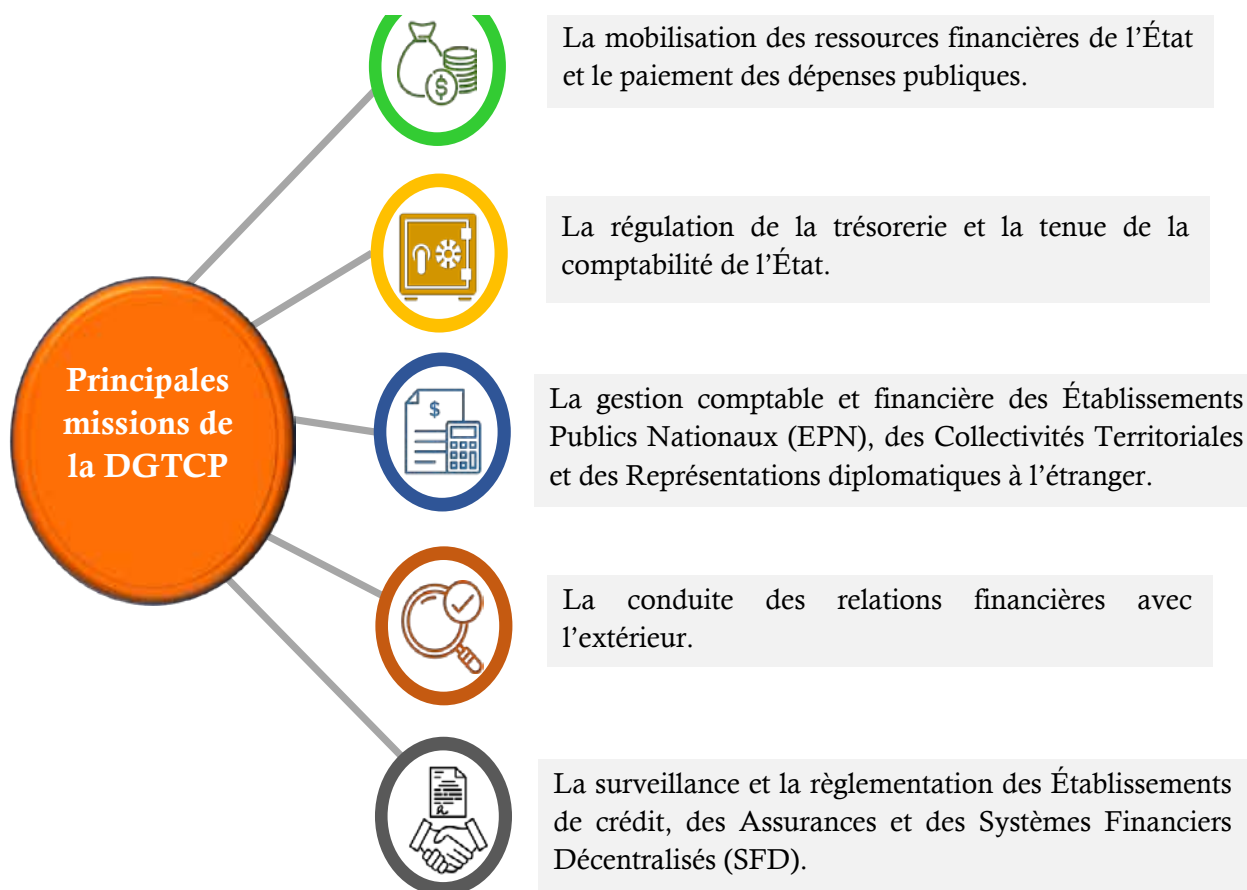 Principales
missions de
la DGTCP
La mobilisation des ressources financières de l’État
et le paiement des dépenses publiques.
La régulation de la trésorerie et la tenue de la
comptabilité de l’État.
La gestion comptable et financière des Établissements
Publics Nationaux (EPN), des Collectivités Territoriales
et des Représentations diplomatiques à l’étranger.
La conduite des relations financières avec
l’extérieur.
La surveillance et la règlementation des Établissements
de crédit, des Assurances et des Systèmes Financiers
Décentralisés (SFD).